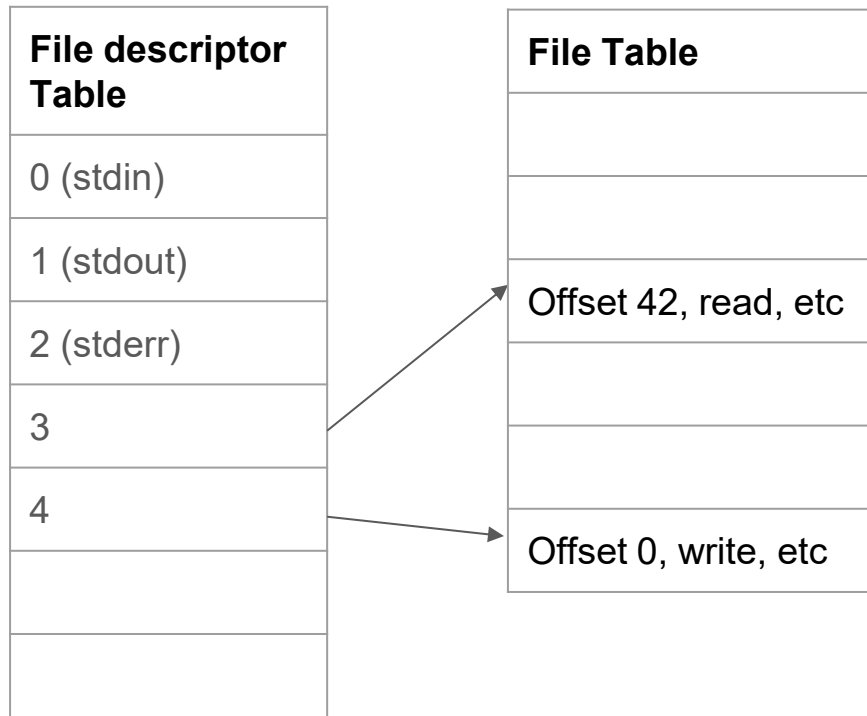 File descriptor
Table
0 (stdin)
1 (stdout)
2 (stderr)
3
4
File Table
Offset 42, read, etc
Offset 0, write, etc